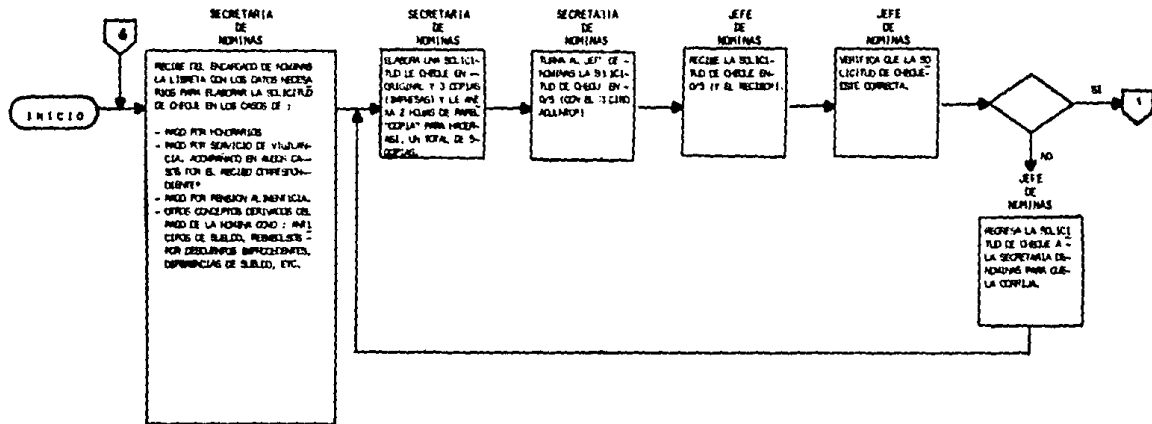 6
INICIO
SECRETARIA
DE
NOMINAS
RECIBE DEL ENCARGADO DE NOMINAS
LA LIBRETA CON LOS DATOS NECESA
RIOS PARA ELABORAR LA SOLICITUD
DE CHEQUE EN LOS CASOS DE :
- PAGO POR HONORARIOS
- PAGO POR SERVICIO DE VIGILAN-
CIA. ACOMPAÑADO EN CA-
SOS POR EL RECIBO CORRESPON-
DIENTE*
- PAGO POR PENSION ALIMENTICIA.
- OTROS CONCEPTOS DERIVADOS DEL
PAGO DE LA NOMINA COMO : ANTI
CIPOS DE SUELDO, REEMBOLSOS -
POR DESCUENTOS IMPROCEDENTES,
DIFERENCIAS DE SUELDO, ETC.
SECRETARIA
DE
NOMINAS
ELABORA UNA SOLICI-
TUD DE CHEQUE EN-
ORIGINAL Y 3 COPIAS
(IMPRESAS) Y LE ANE
XA 2 HOJAS DE PAPEL
"COPIA" PARA HACER-
ASI, UN TOTAL DE 5-
COPIAS.
SECRETARIA
DE
NOMINAS
TURNA AL JEFE DE -
NOMINAS LA SOLICI-
TUD DE CHEQUE EN -
O/5 (CON EL RECIBO
ADJUNTO)
JEFE
DE
NOMINAS
RECIBE LA SOLICI-
TUD DE CHEQUE EN-
O/5 (Y EL RECIBO).
JEFE
DE
NOMINAS
VERIFICA QUE LA SO
LICITUD DE CHEQUE-
ESTE CORRECTA.
SI
1
NO
JEFE
DE
NOMINAS
REGRESA LA SOLICI
TUD DE CHEQUE A -
LA SECRETARIA DE-
NOMINAS PARA QUE-
LA CORRIJA.